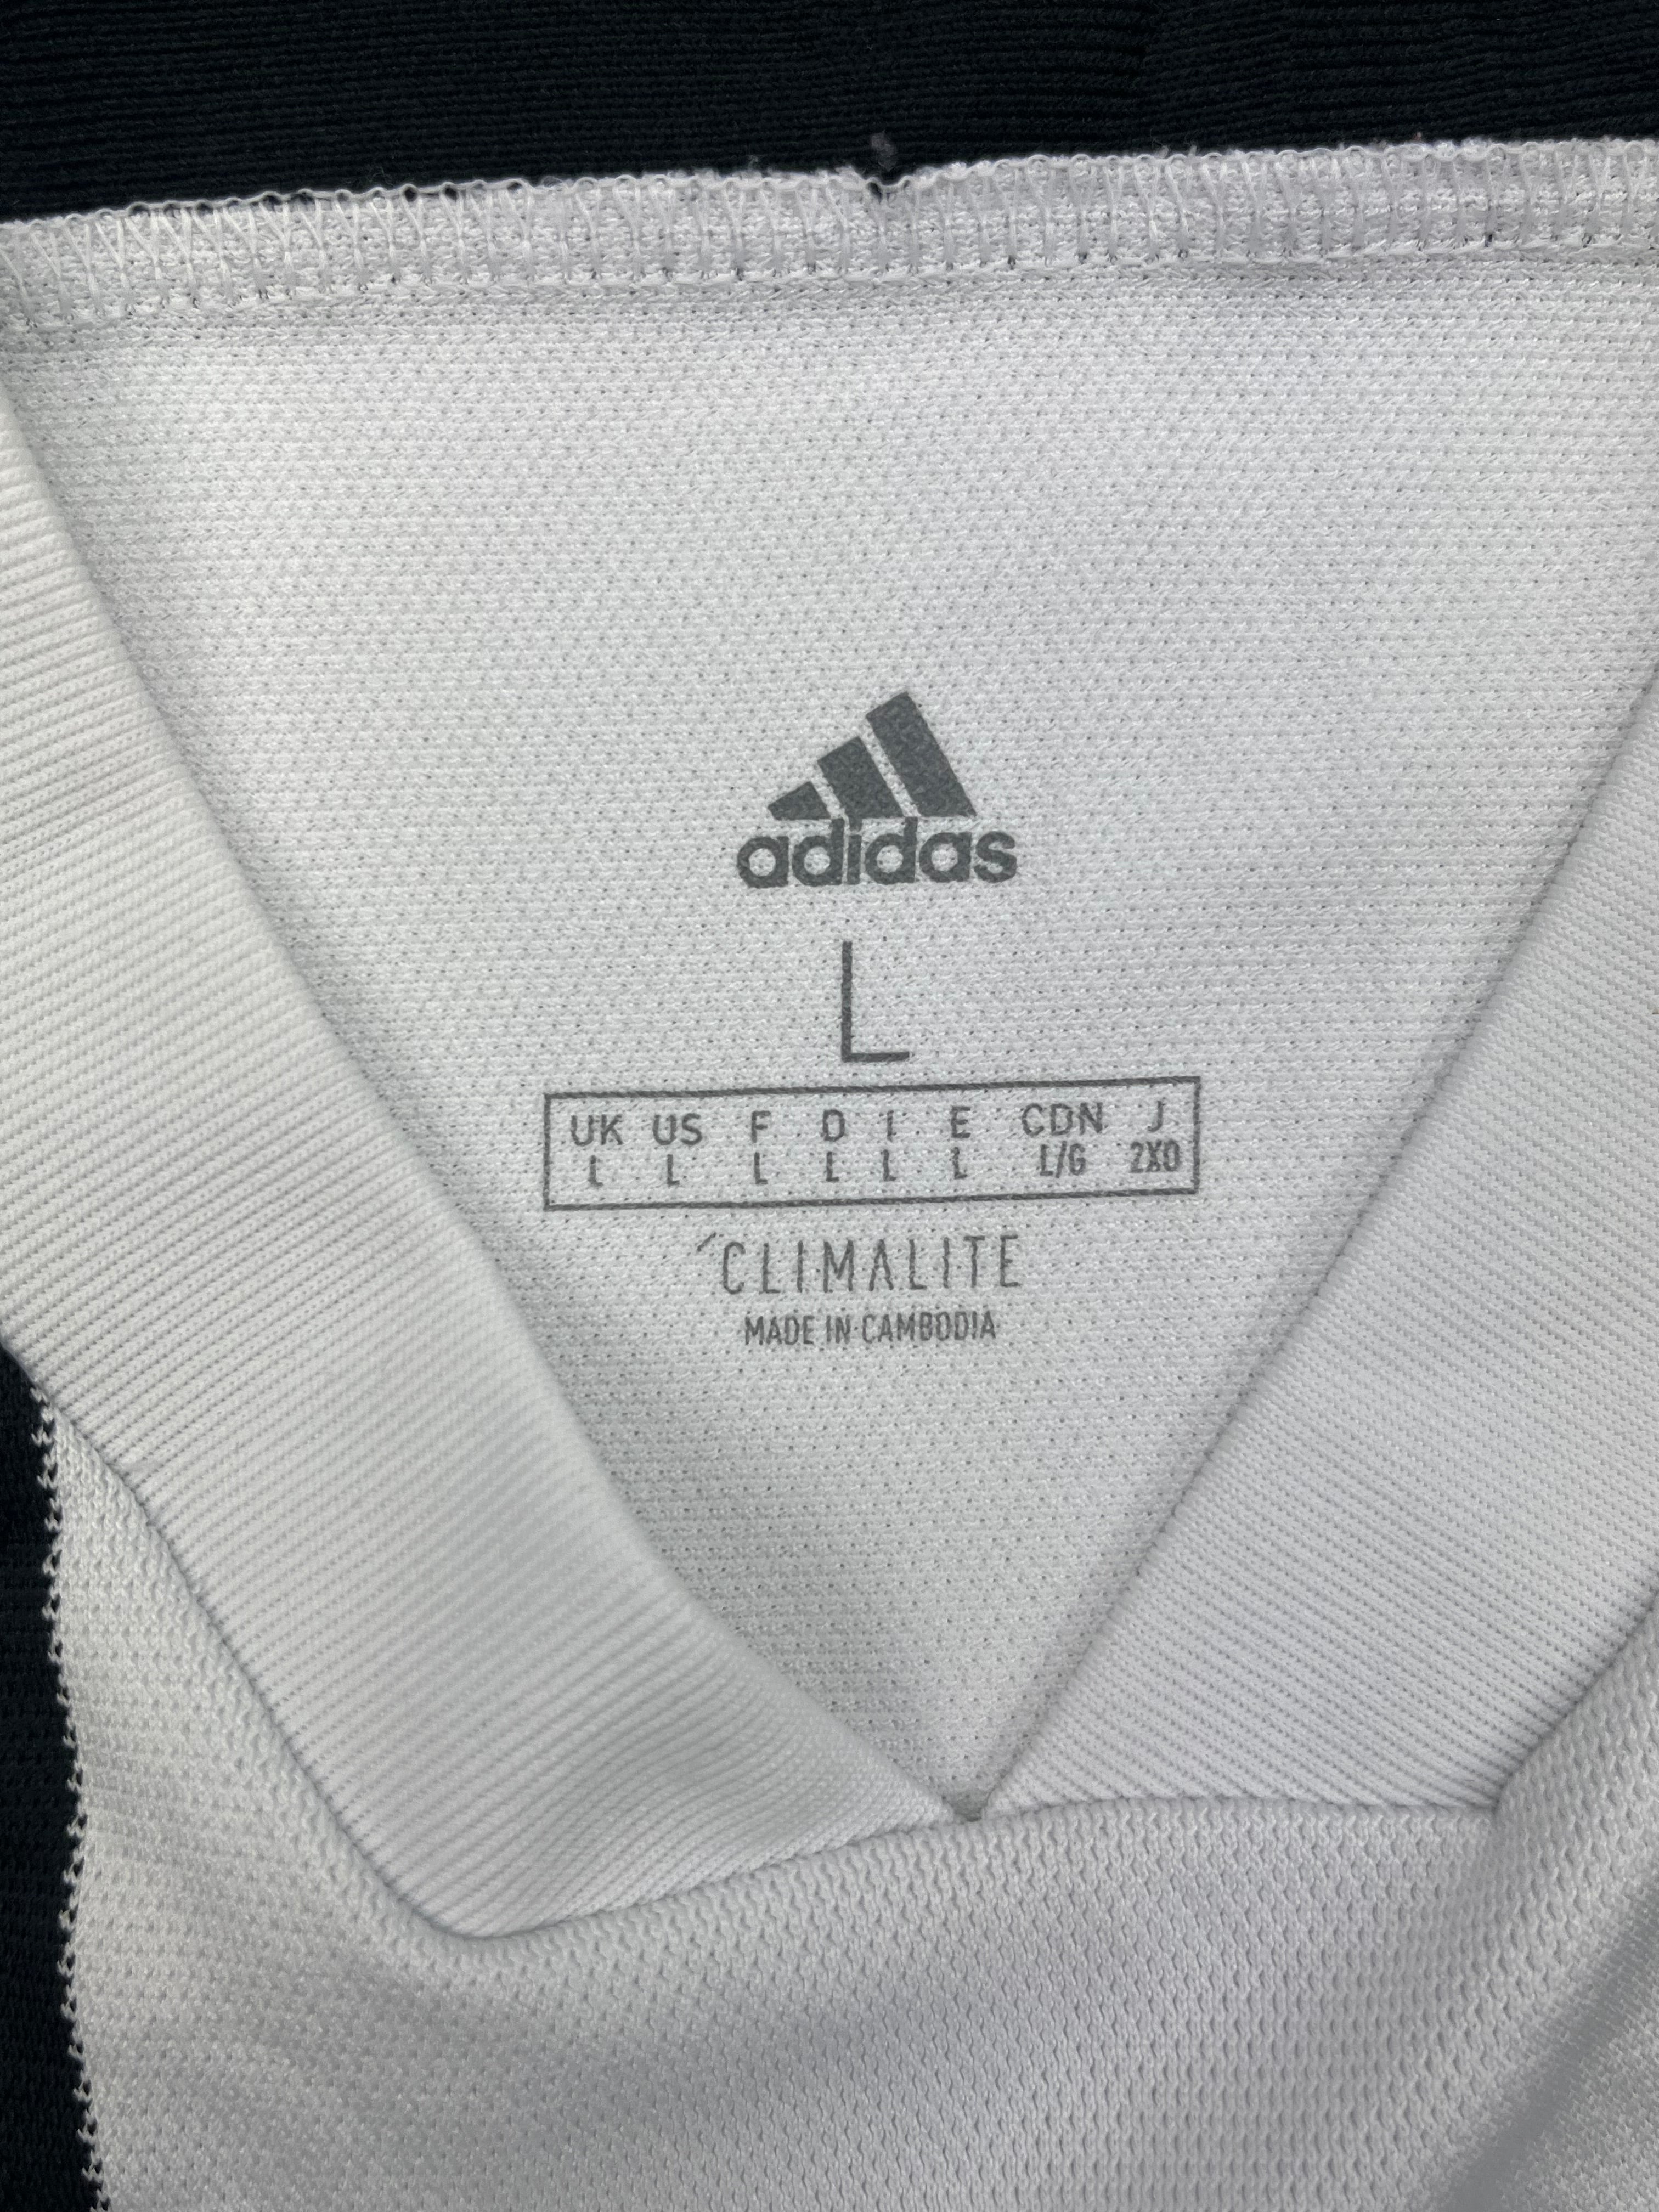 adidas
L
UK US F D I E CDN J
L L L L L L L/G 2XO
CLIMALITE
MADE IN CAMBODIA